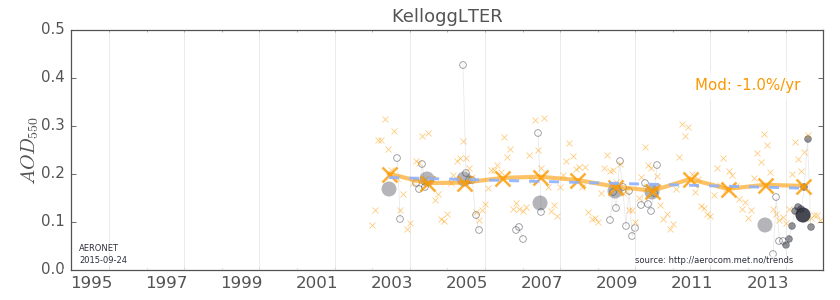 KelloggLTER
0.5
0.4
0.3
0.2
0.1
0.0
AOD550
Mod: -1.0%/yr
AERONET
2015-09-24
source: http://aerocom.met.no/trends
1995 1997 1999 2001 2003 2005 2007 2009 2010 2011 2013